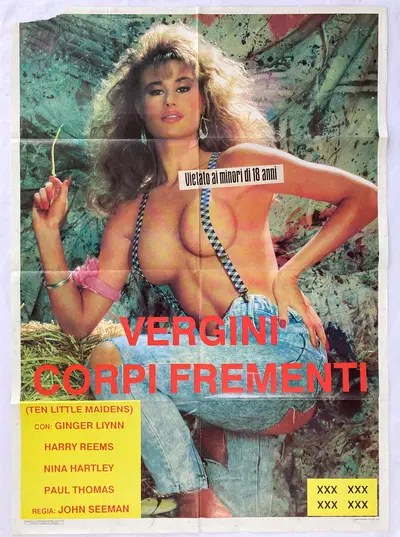 Vietato ai minori di 18 anni
VERGINI
CORPI FREMENTI
(TEN LITTLE MAIDENS)
CON: GINGER LIYNN
HARRY REEMS
NINA HARTLEY
PAUL THOMAS
REGIA: JOHN SEEMAN
XXX XXX
XXX XXX